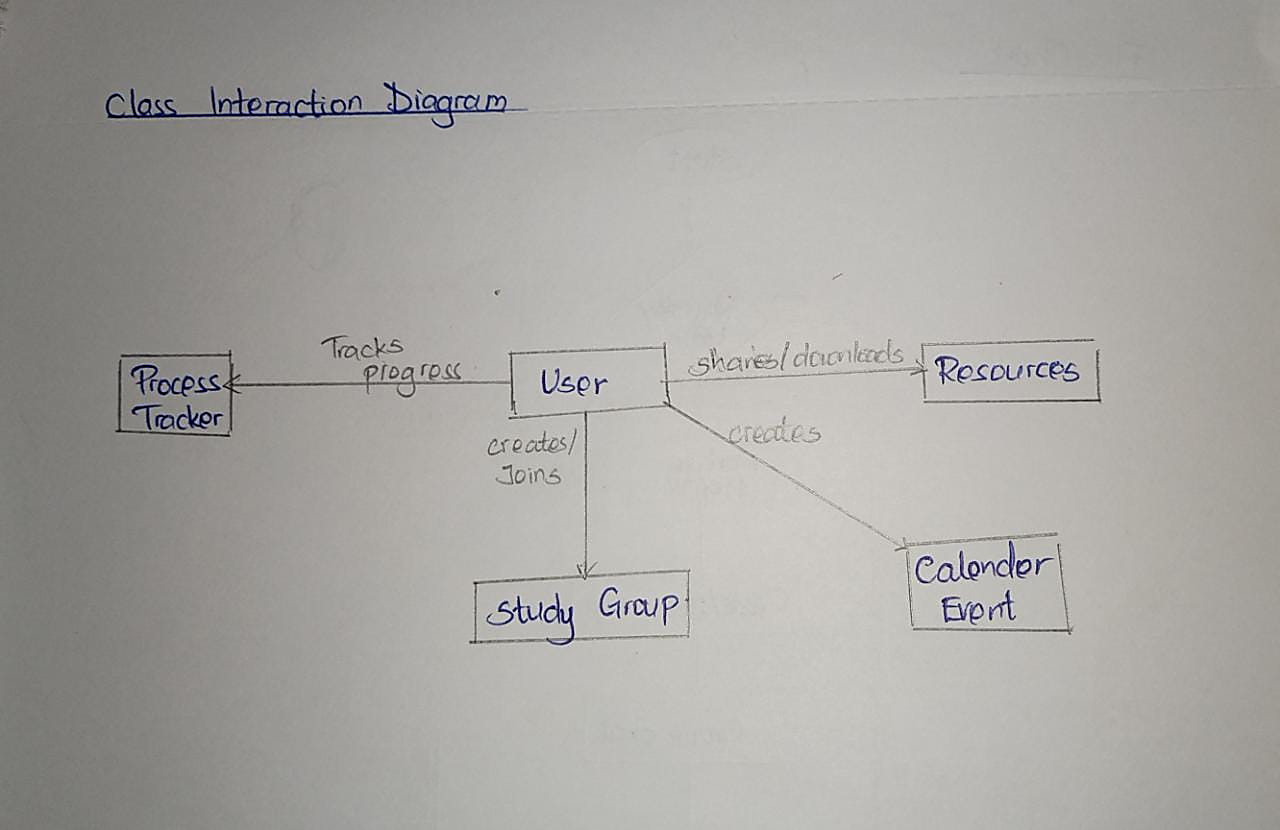 Class Interaction Diagram
Tracks
progress
shares/downloads
Process
Tracker
User
Resources
creates/
Joins
creates
Study Group
Calender
Event